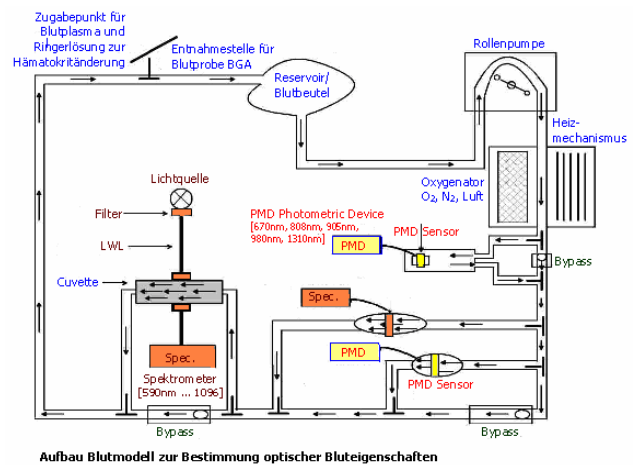 Zugabepunkt für
Blutplasma und
Ringerlösung zur
Hämatokritänderung
Entnahmestelle für
Blutprobe BGA
Reservoir/
Blutbeutel
Rollenpumpe
Heiz-
mechanismus
Oxygenator
O₂, N₂, Luft
Lichtquelle
Filter
LWL
Cuvette
PMD Photometric Device
[670nm, 808nm, 905nm,
980nm, 1310nm]
PMD Sensor
PMD
Bypass
Spec.
PMD
PMD Sensor
Spec.
Spektrometer
[590nm ... 1096]
Bypass
Bypass
Aufbau Blutmodell zur Bestimmung optischer Bluteigenschaften